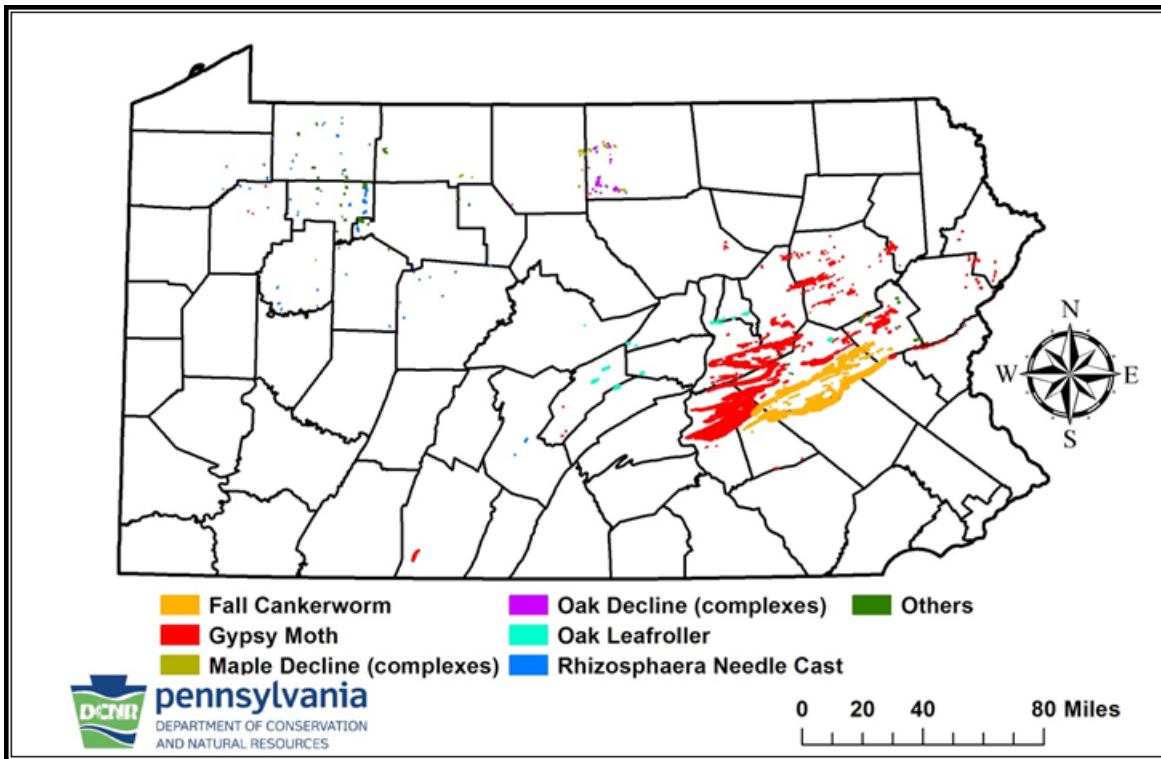 N
W E
S
Fall Cankerworm
Gypsy Moth
Maple Decline (complexes)
Oak Decline (complexes)
Oak Leafroller
Rhizosphaera Needle Cast
Others
DCNR
pennsylvania
DEPARTMENT OF CONSERVATION
AND NATURAL RESOURCES
0 20 40 80 Miles